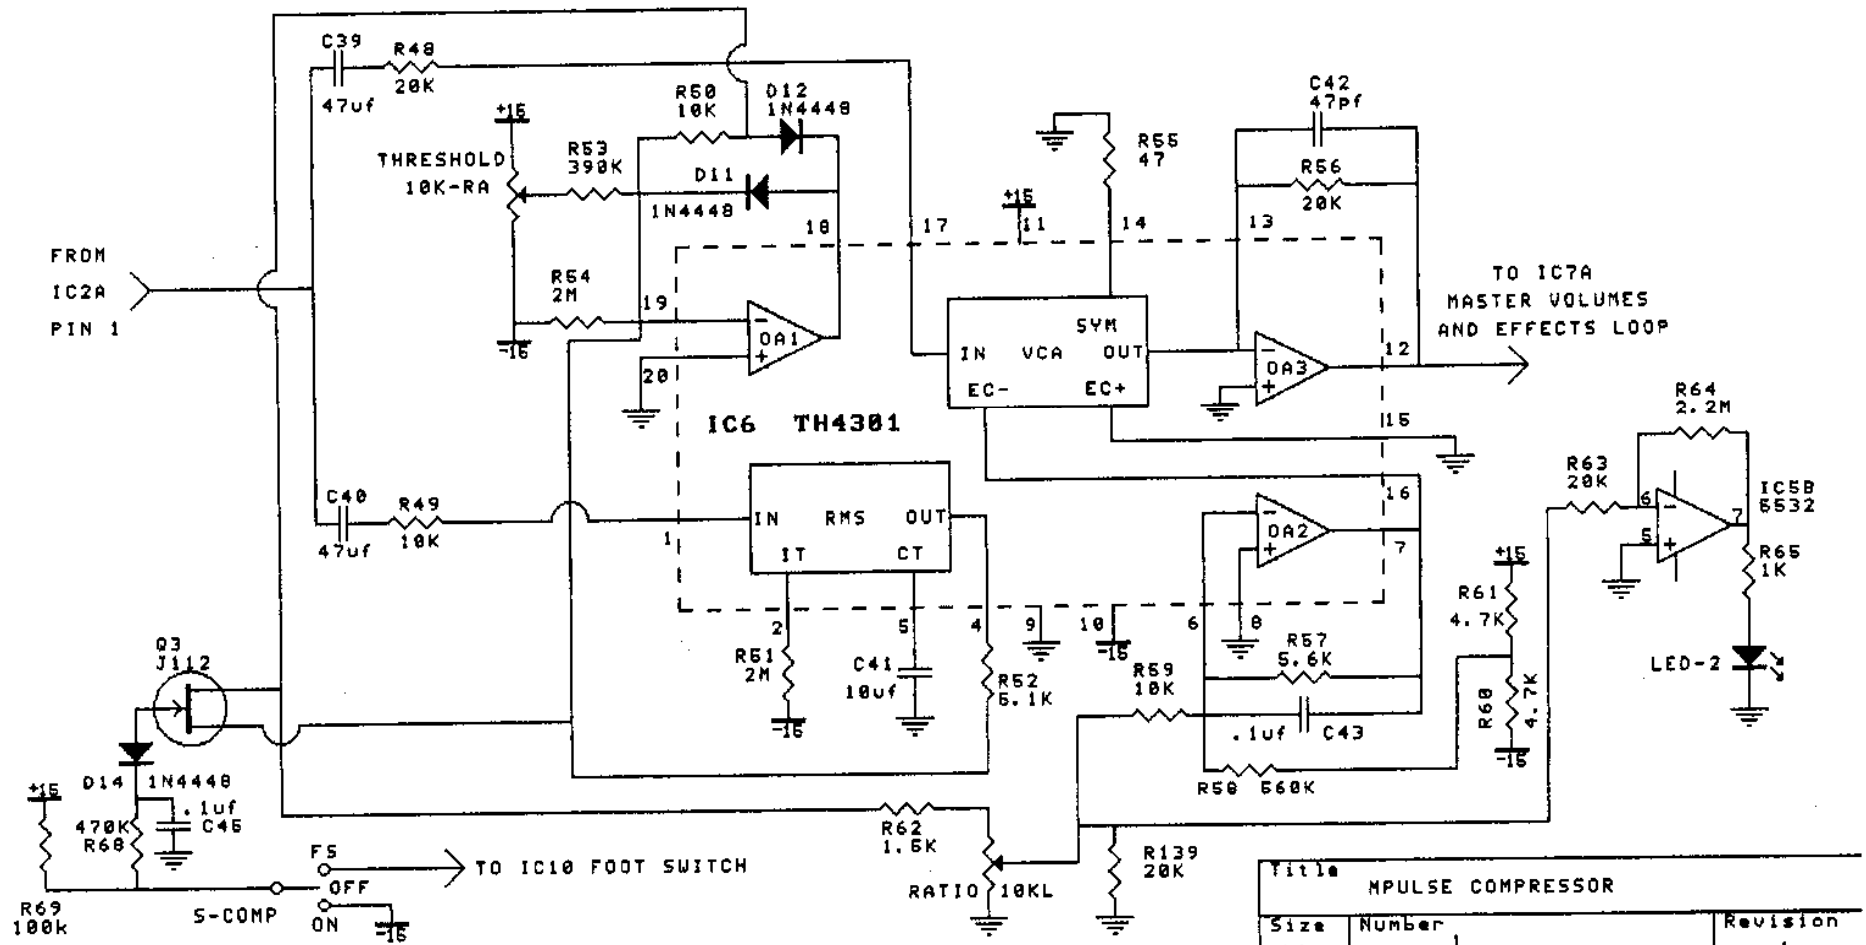 C39
47uf
R48
20K
+15
THRESHOLD
10K-RA
R53
390K
R50
10K
D12
1N4448
D11
1N4448
18
17
+15
11
R55
47
14
13
C42
47pf
R56
20K
FROM
IC2A
PIN 1
R54
2M
-15
19
20
-
+
OA1
IC6 TH4301
SYM
IN VCA OUT
EC- EC+
-
+
OA3
12
15
16
TO IC7A
MASTER VOLUMES
AND EFFECTS LOOP
R64
2.2M
R63
20K
6
5
-
+
7
IC5B
5532
R65
1K
LED-2
C40
47uf
R49
10K
1
IN RMS OUT
IT CT
2
5
4
9
10
-15
6
8
-
+
OA2
7
R51
2M
-15
C41
10uf
R52
5.1K
R59
10K
R57
5.6K
.1uf C43
R58 560K
+15
R61
4.7K
R60
4.7K
-15
Q3
J112
D14 1N4448
+15
470K
R68
.1uf
C45
R69
100k
S-COMP
FS
OFF
ON
-15
TO IC10 FOOT SWITCH
R62
1.5K
RATIO 10KL
R139
20K
Title
MPULSE COMPRESSOR
Size
Number
Revision